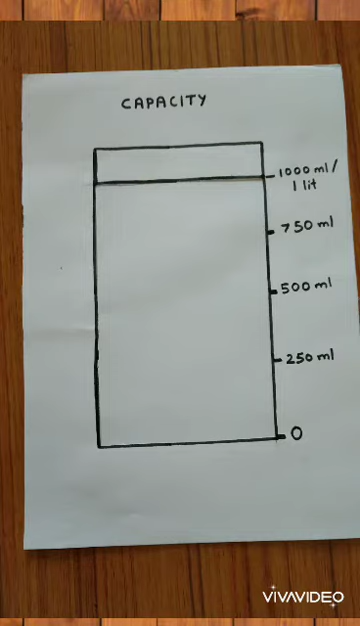 CAPACITY
1000 ml /
1 lit
750 ml
500 ml
250 ml
0
VIVAVIDEO